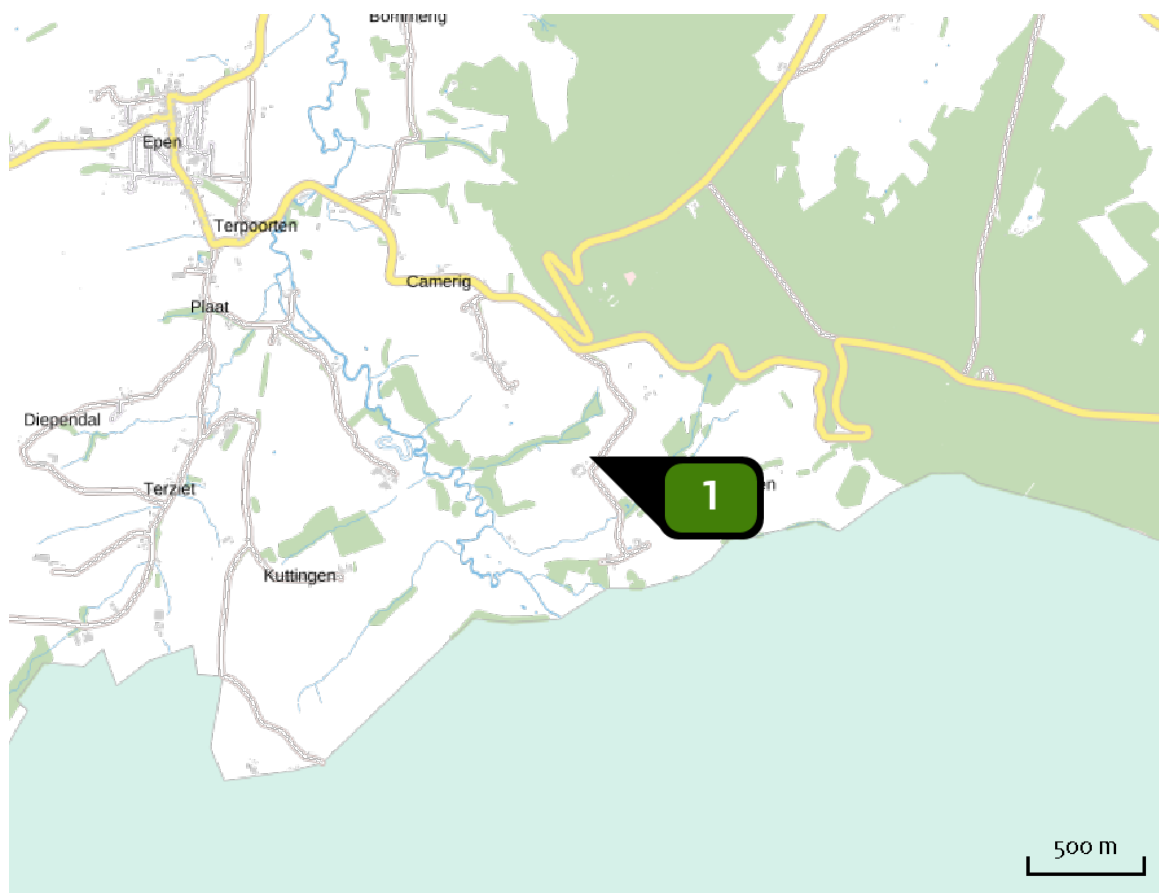 Epen
Terpoorten
Camerig
Plaat
Diependal
Terziet
1
Kuttingen
500 m